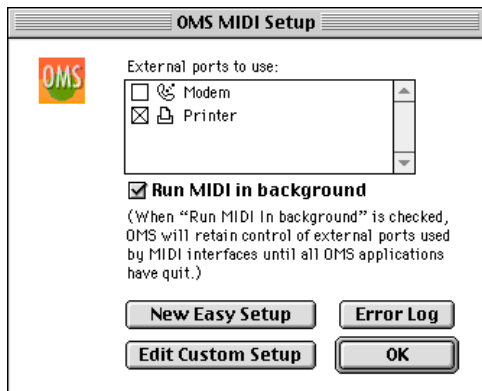 OMS MIDI Setup
OMS
External ports to use:
Modem
Printer
Run MIDI in background
(When "Run MIDI In background" is checked,
OMS will retain control of external ports used
by MIDI interfaces until all OMS applications
have quit.)
New Easy Setup
Error Log
Edit Custom Setup
OK